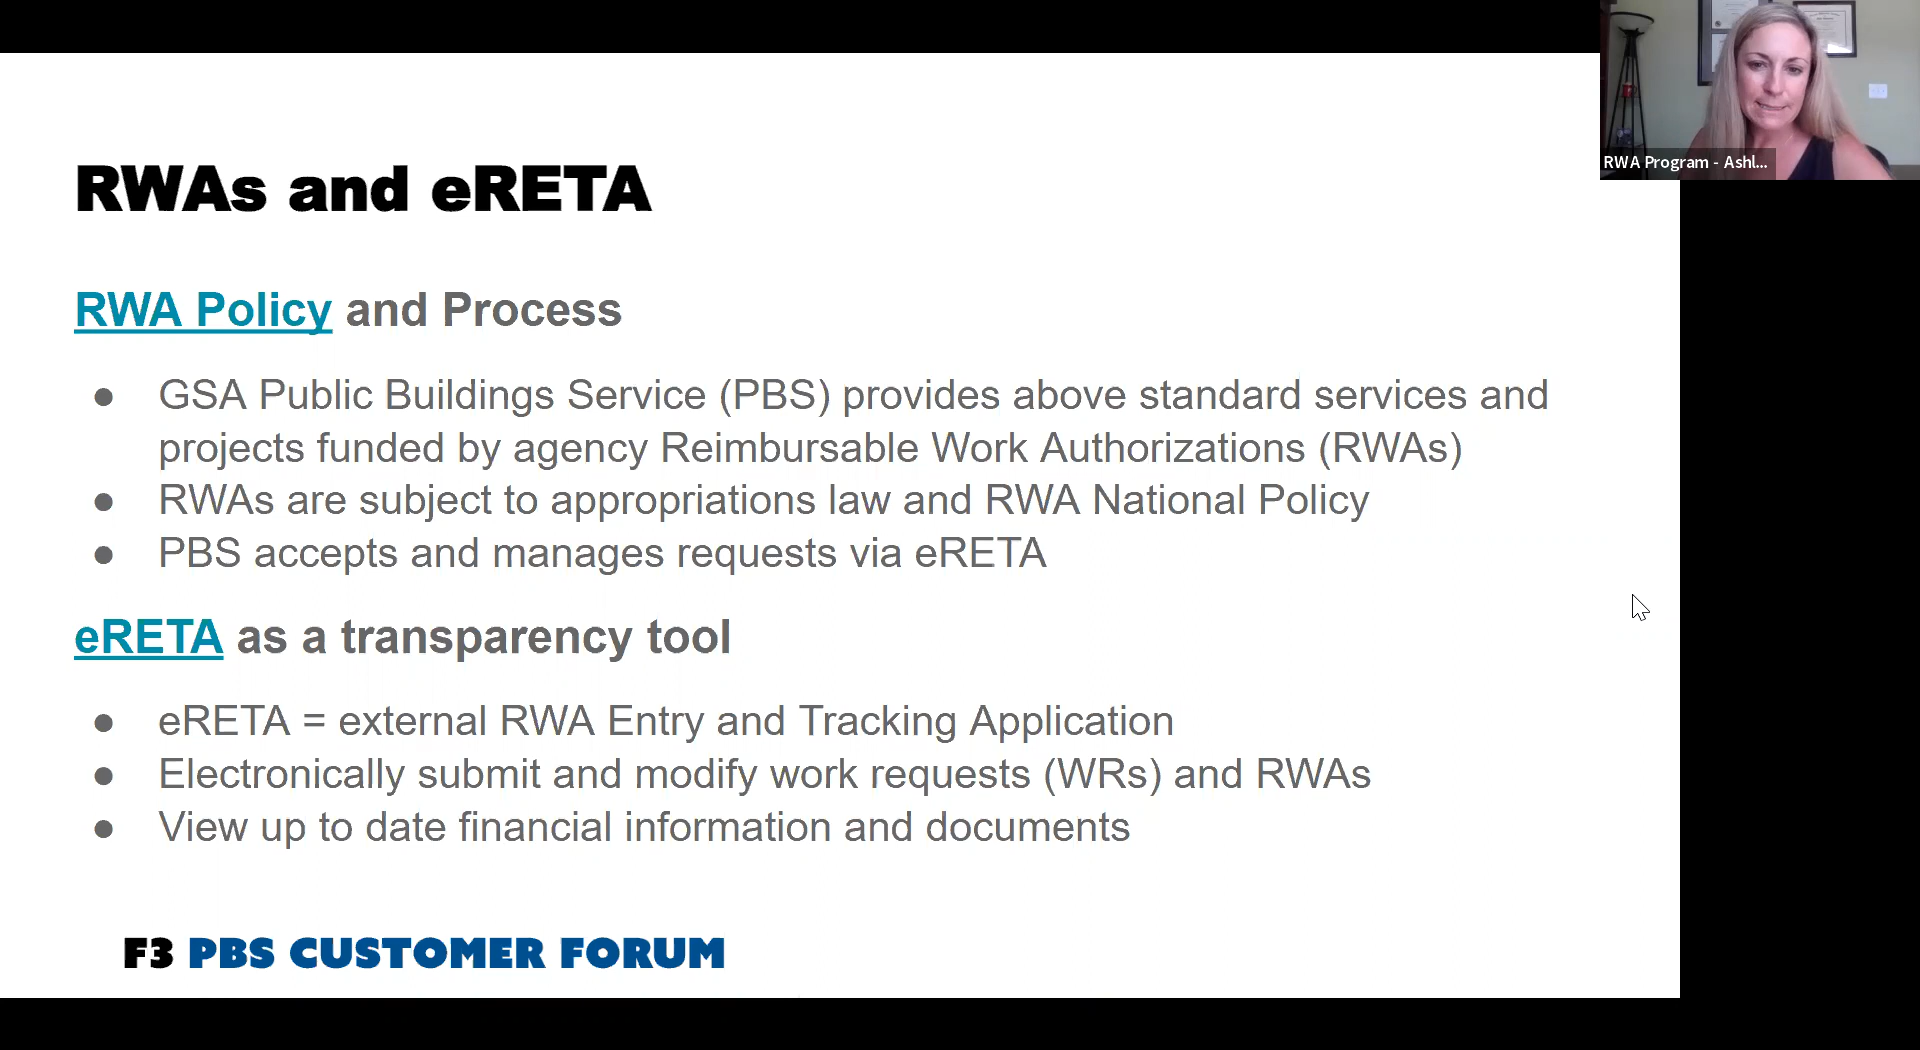 RWA Program - Ashl...
RWAs and eRETA
RWA Policy and Process
● GSA Public Buildings Service (PBS) provides above standard services and
projects funded by agency Reimbursable Work Authorizations (RWAs)
● RWAs are subject to appropriations law and RWA National Policy
● PBS accepts and manages requests via eRETA
eRETA as a transparency tool
● eRETA = external RWA Entry and Tracking Application
● Electronically submit and modify work requests (WRs) and RWAs
● View up to date financial information and documents
F3 PBS CUSTOMER FORUM